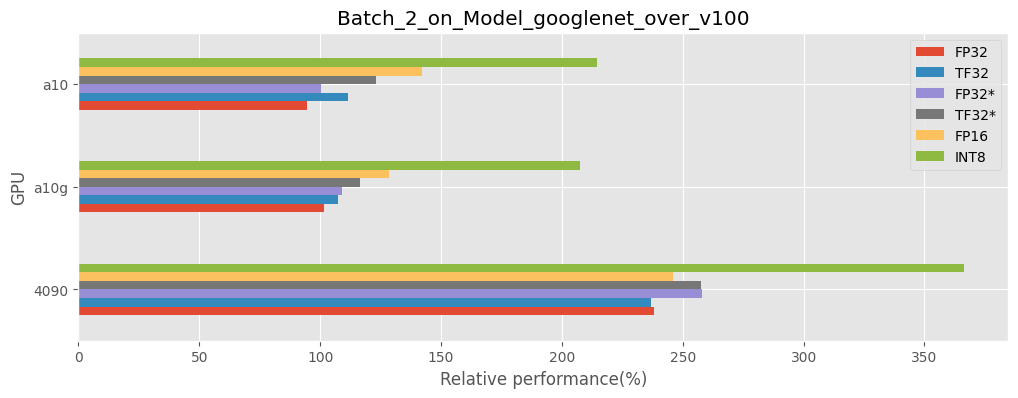 Batch_2_on_Model_googlenet_over_v100
FP32
TF32
FP32*
TF32*
FP16
INT8
GPU
a10
a10g
4090
0 50 100 150 200 250 300 350
Relative performance(%)